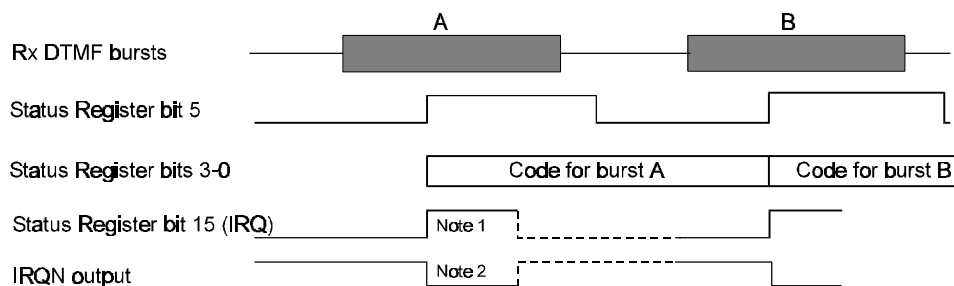 A
B
Rx DTMF bursts
Status Register bit 5
Status Register bits 3-0
Code for burst A
Code for burst B
Status Register bit 15 (IRQ)
Note 1
IRQN output
Note 2